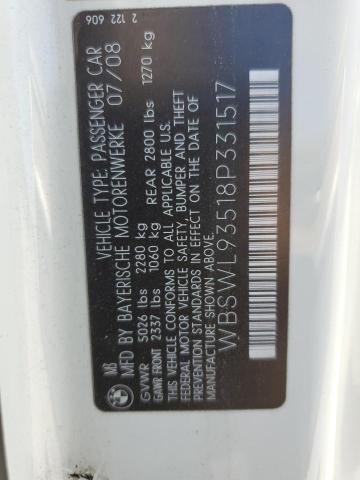 2 122 606
VEHICLE TYPE: PASSENGER CAR
MFD BY BAYERISCHE MOTORENWERKE 07/08
GVWR 5026 lbs 2280 kg
GAWR FRONT 2337 lbs 1060 kg REAR 2800 lbs 1270 kg
THIS VEHICLE CONFORMS TO ALL APPLICABLE U.S.
FEDERAL MOTOR VEHICLE SAFETY, BUMPER AND THEFT
PREVENTION STANDARDS IN EFFECT ON THE DATE OF
MANUFACTURE SHOWN ABOVE.
WBSWL93518P331517